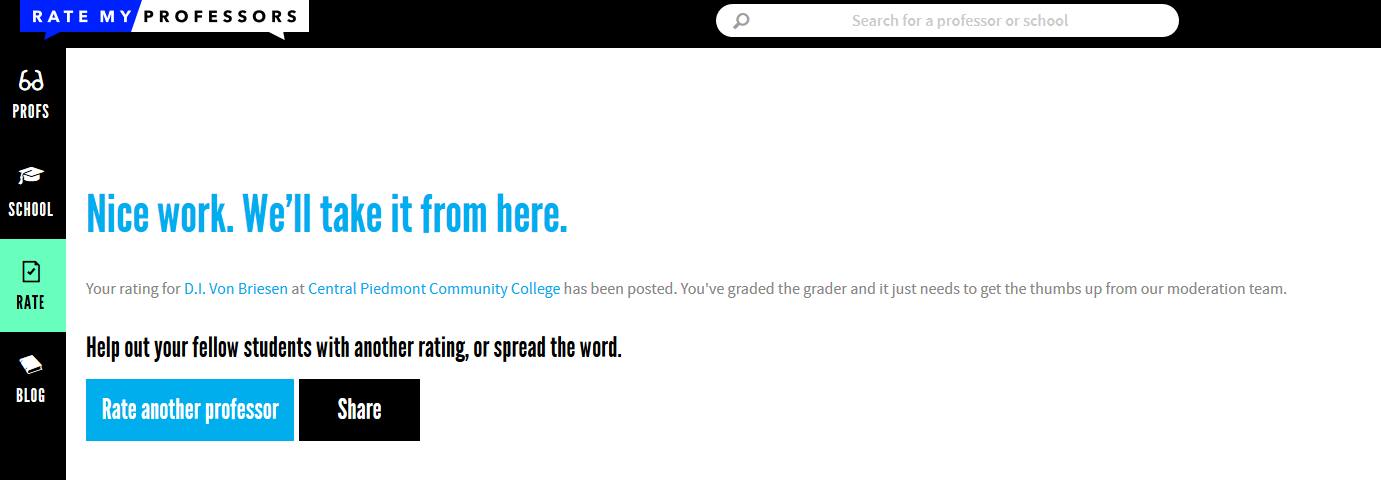 RATE MY PROFESSORS
Search for a professor or school
PROFS
SCHOOL
RATE
BLOG
Nice work. We’ll take it from here.
Your rating for D.I. Von Briesen at Central Piedmont Community College has been posted. You've graded the grader and it just needs to get the thumbs up from our moderation team.
Help out your fellow students with another rating, or spread the word.
Rate another professor
Share